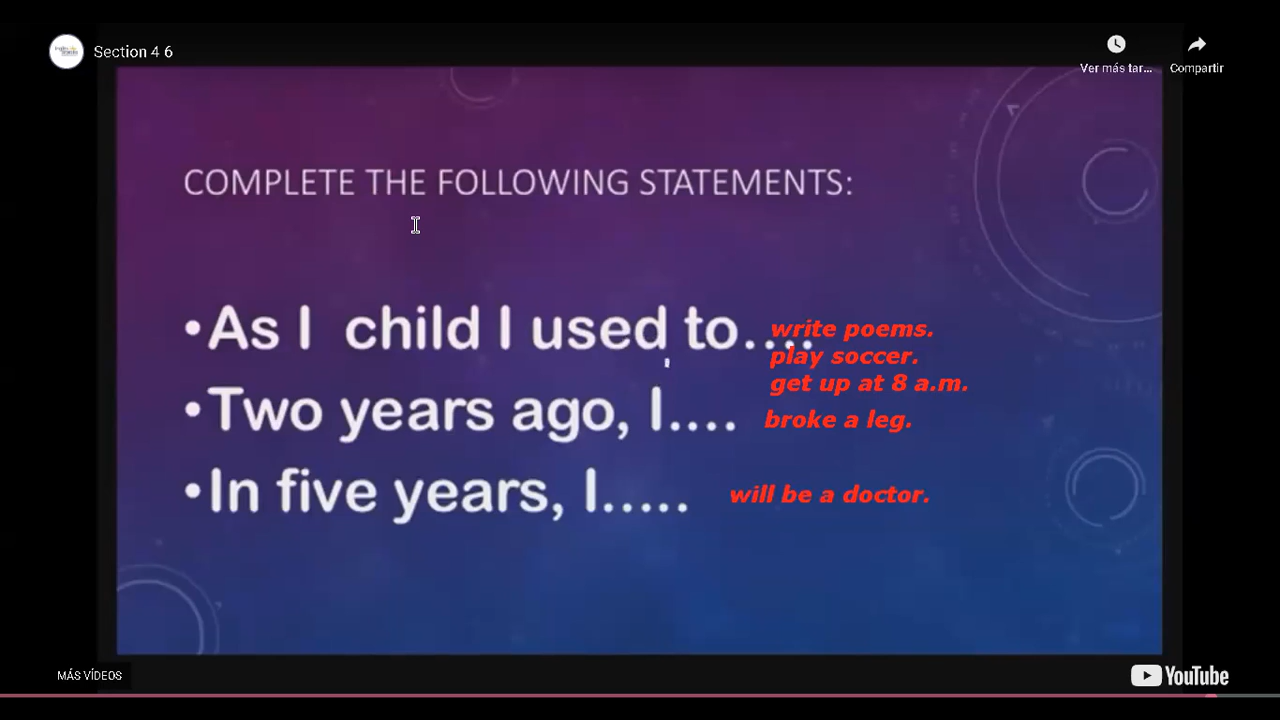 Section 4 6
Ver más tar...
Compartir
COMPLETE THE FOLLOWING STATEMENTS:
•As I child I used to....
write poems.
play soccer.
get up at 8 a.m.
•Two years ago, I....
broke a leg.
•In five years, I.....
will be a doctor.
MÁS VÍDEOS
YouTube